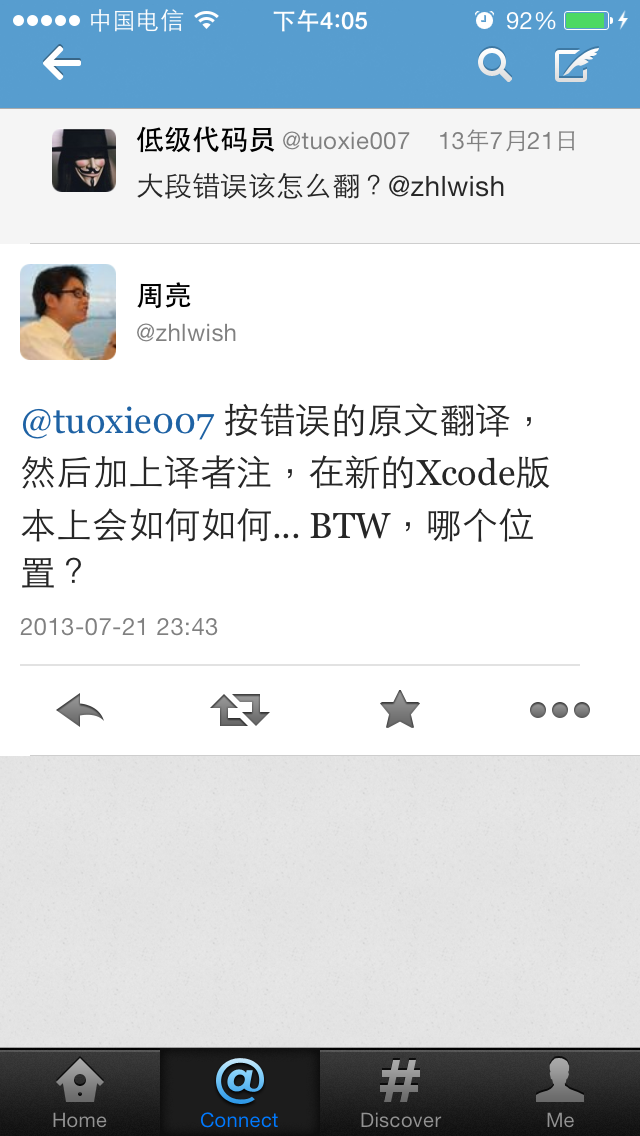 中国电信 下午4:05 92%
低级代码员 @tuoxie007 13年7月21日
大段错误该怎么翻？@zhlwish
周亮
@zhlwish
@tuoxie007 按错误的原文翻译，
然后加上译者注，在新的Xcode版
本上会如何如何... BTW，哪个位
置？
2013-07-21 23:43
Home Connect Discover Me